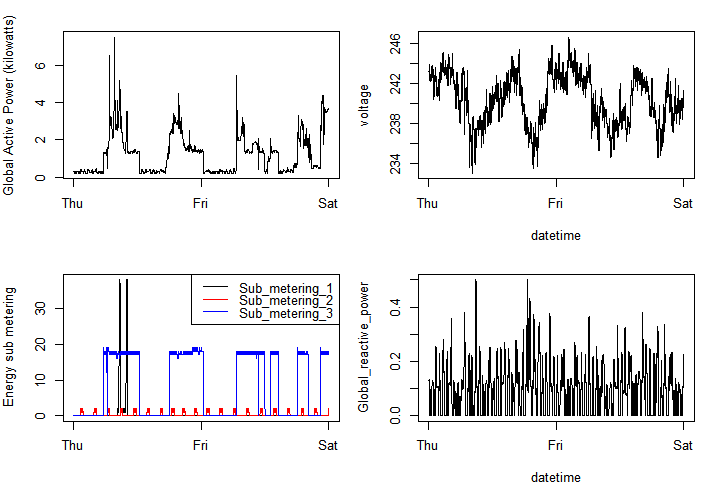 Global Active Power (kilowatts)
0 2 4 6
Thu Fri Sat
voltage
234 238 242 246
Thu Fri Sat
datetime
Energy sub metering
0 10 20 30
Sub_metering_1
Sub_metering_2
Sub_metering_3
Thu Fri Sat
Global_reactive_power
0.0 0.2 0.4
Thu Fri Sat
datetime